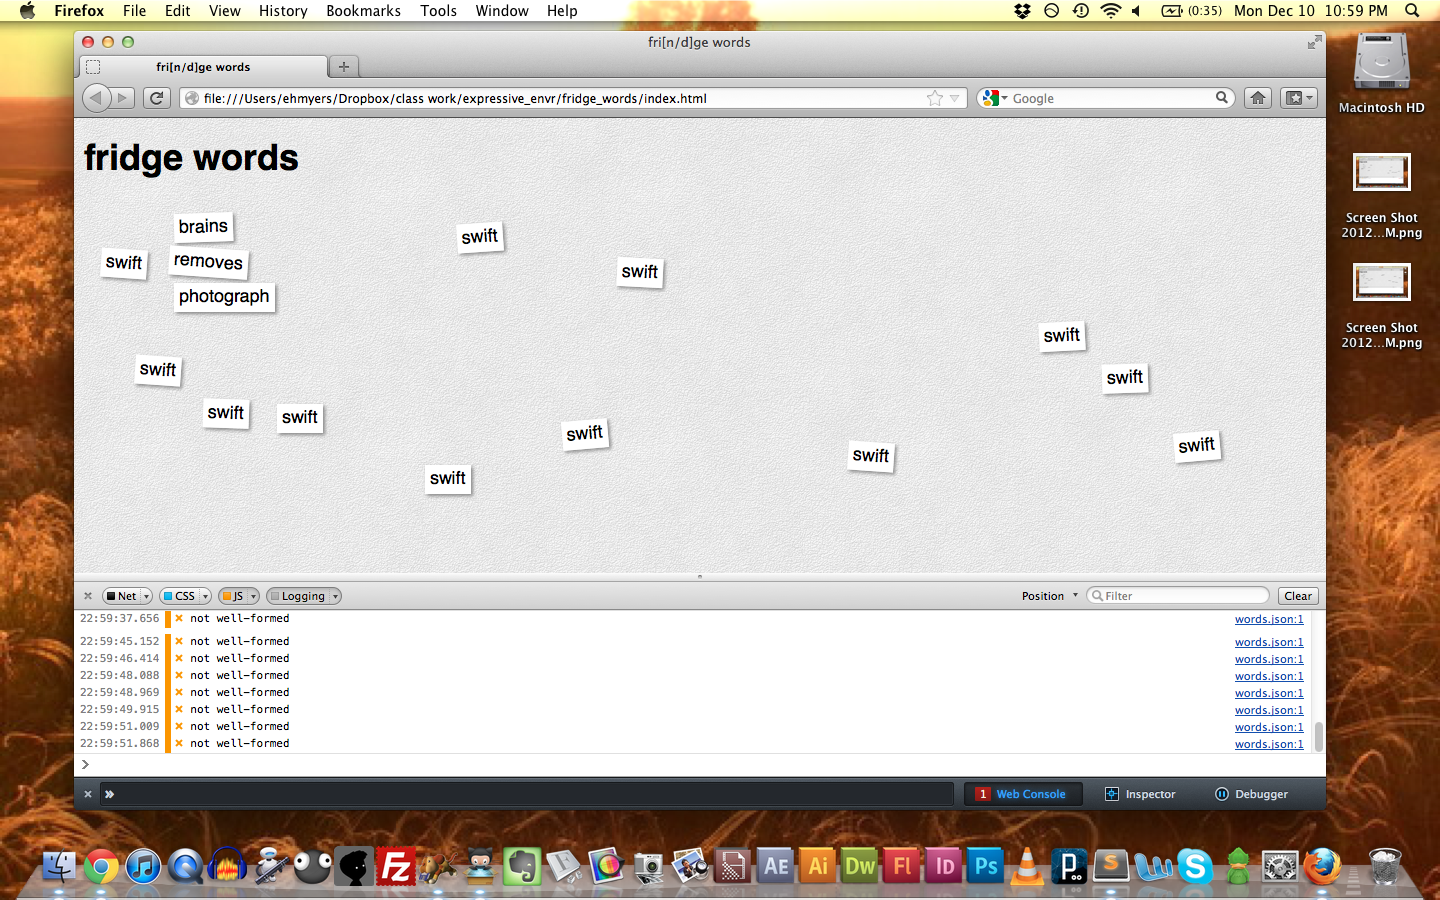 Firefox File Edit View History Bookmarks Tools Window Help (0:35) Mon Dec 10 10:59 PM
fri[n/d]ge words
fri[n/d]ge words
file:///Users/ehmyers/Dropbox/class work/expressive_envr/fridge_words/index.html Google
Macintosh HD
Screen Shot
2012...M.png
Screen Shot
2012...M.png
fridge words
brains
swift
swift
removes
swift
photograph
swift
swift
swift
swift
swift
swift
swift
swift
swift
Net CSS JS Logging Position Filter Clear
22:59:37.656 not well-formed words.json:1
22:59:45.152 not well-formed words.json:1
22:59:46.414 not well-formed words.json:1
22:59:48.088 not well-formed words.json:1
22:59:48.969 not well-formed words.json:1
22:59:49.915 not well-formed words.json:1
22:59:51.009 not well-formed words.json:1
22:59:51.868 not well-formed words.json:1
1 Web Console Inspector Debugger
Fz AE Ai Dw Fl ID Ps P S W S